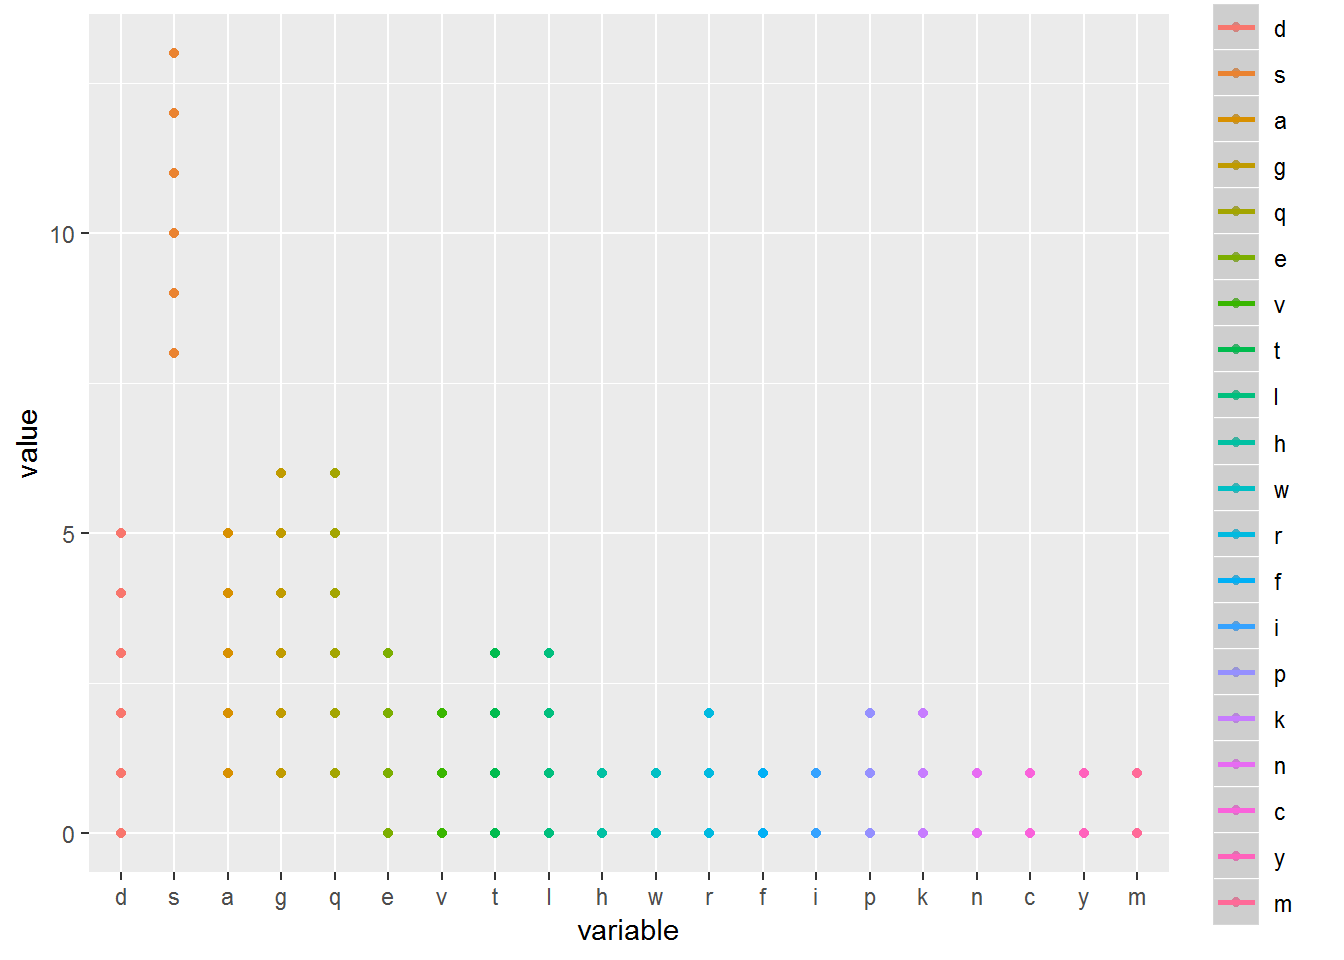 10
5
0
value
d s a g q e v t l h w r f i p k n c y m
variable
d
s
a
g
q
e
v
t
l
h
w
r
f
i
p
k
n
c
y
m